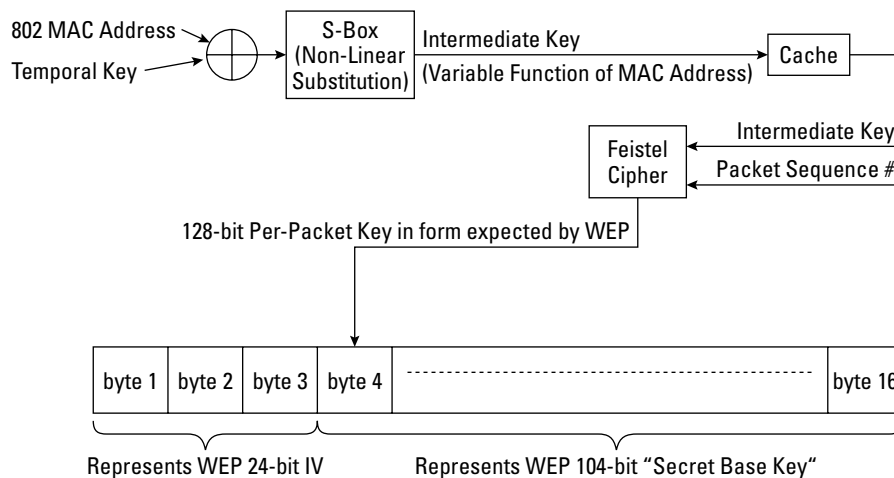 802 MAC Address
Temporal Key
S-Box
(Non-Linear
Substitution)
Intermediate Key
(Variable Function of MAC Address)
Cache
Feistel
Cipher
Intermediate Key
Packet Sequence #
128-bit Per-Packet Key in form expected by WEP
byte 1 byte 2 byte 3 byte 4 byte 16
Represents WEP 24-bit IV
Represents WEP 104-bit “Secret Base Key“